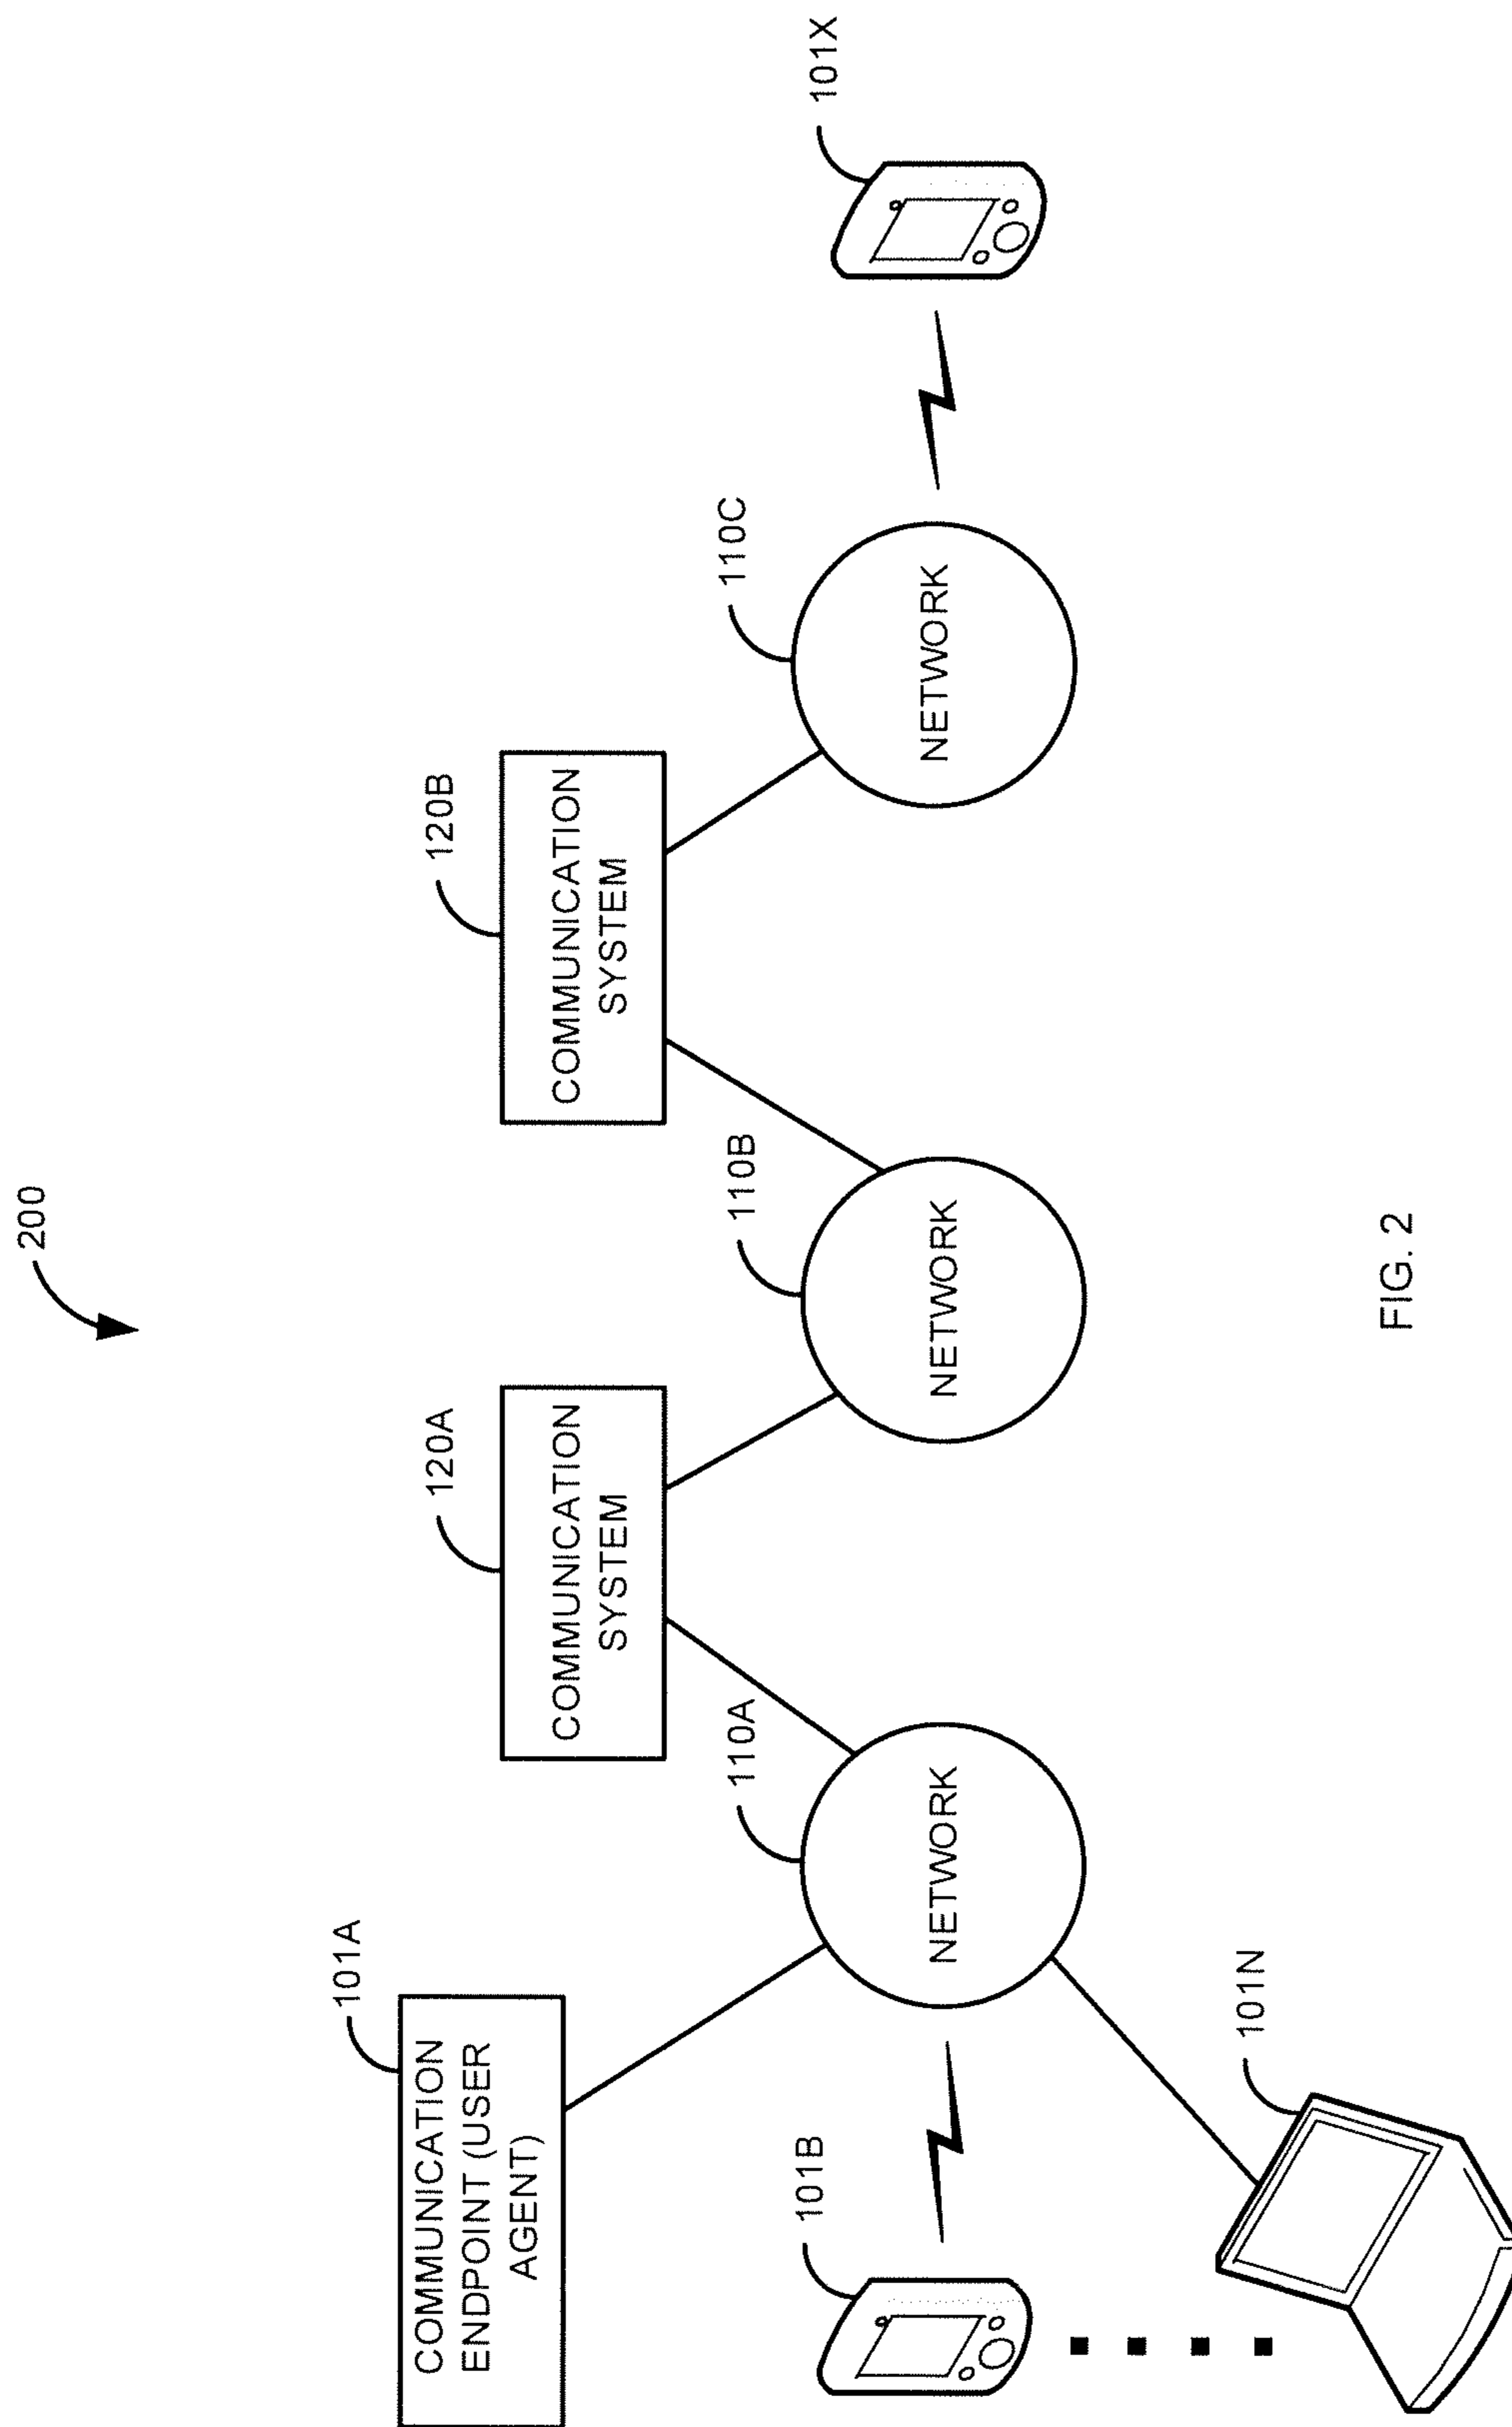 200
101A
COMMUNICATION
ENDPOINT (USER
AGENT)
120A
COMMUNICATION
SYSTEM
120B
COMMUNICATION
SYSTEM
101B
110A
NETWORK
110B
NETWORK
110C
NETWORK
101X
101N
FIG. 2